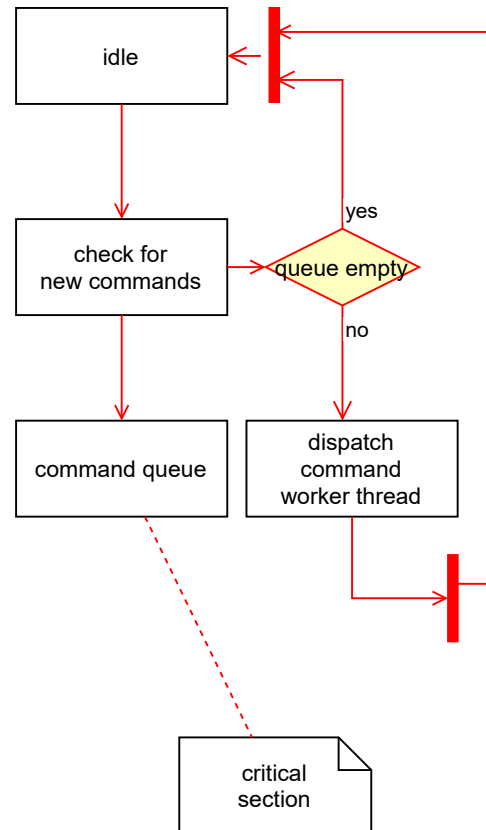 idle
yes
check for
new commands
queue empty
no
command queue
dispatch
command
worker thread
critical
section